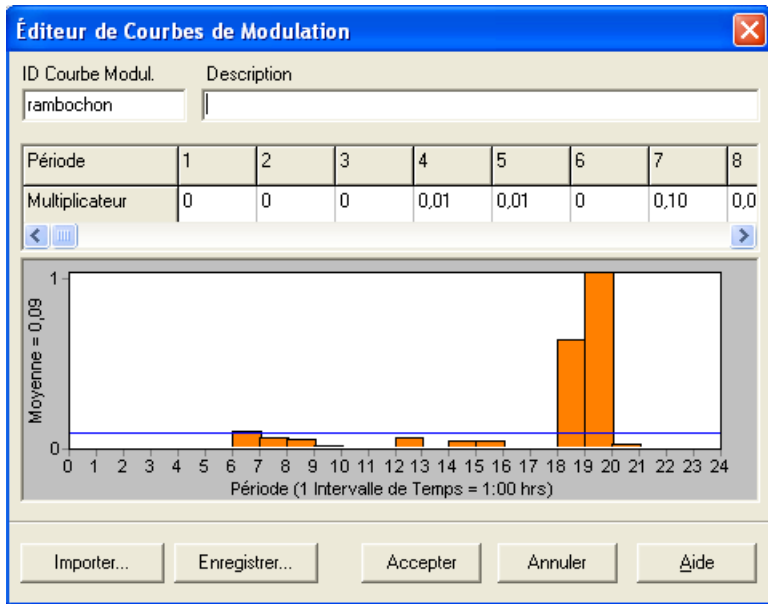 Éditeur de Courbes de Modulation
ID Courbe Modul. Description
rambochon
Période 1 2 3 4 5 6 7 8
Multiplicateur 0 0 0 0,01 0,01 0 0,10 0,0
1
Moyenne = 0,09
0
0 1 2 3 4 5 6 7 8 9 10 11 12 13 14 15 16 17 18 19 20 21 22 23 24
Période (1 Intervalle de Temps = 1:00 hrs)
Importer... Enregistrer... Accepter Annuler Aide